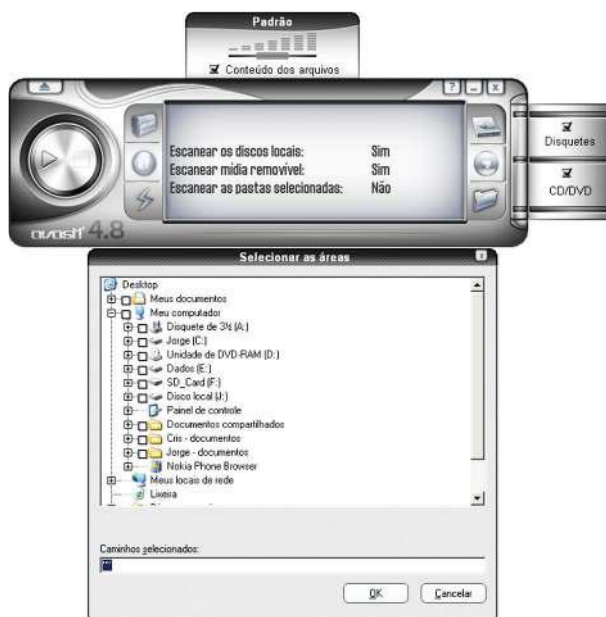 Padrão
Conteúdo dos arquivos
? _ x
Escanear os discos locais: Sim
Escanear mídia removível: Sim
Escanear as pastas selecionadas: Não
Disquetes
CD/DVD
avast! 4.8
Selecionar as áreas
Desktop
Meus documentos
Meu computador
Disquete de 3½ (A:)
Jorge (C:)
Unidade de DVD-RAM (D:)
Dados (E:)
SD_Card (F:)
Disco local (J:)
Painel de controle
Documentos compartilhados
Cris - documentos
Jorge - documentos
Nokia Phone Browser
Meus locais de rede
Lixeira
Caminhos selecionados:
OK
Cancelar